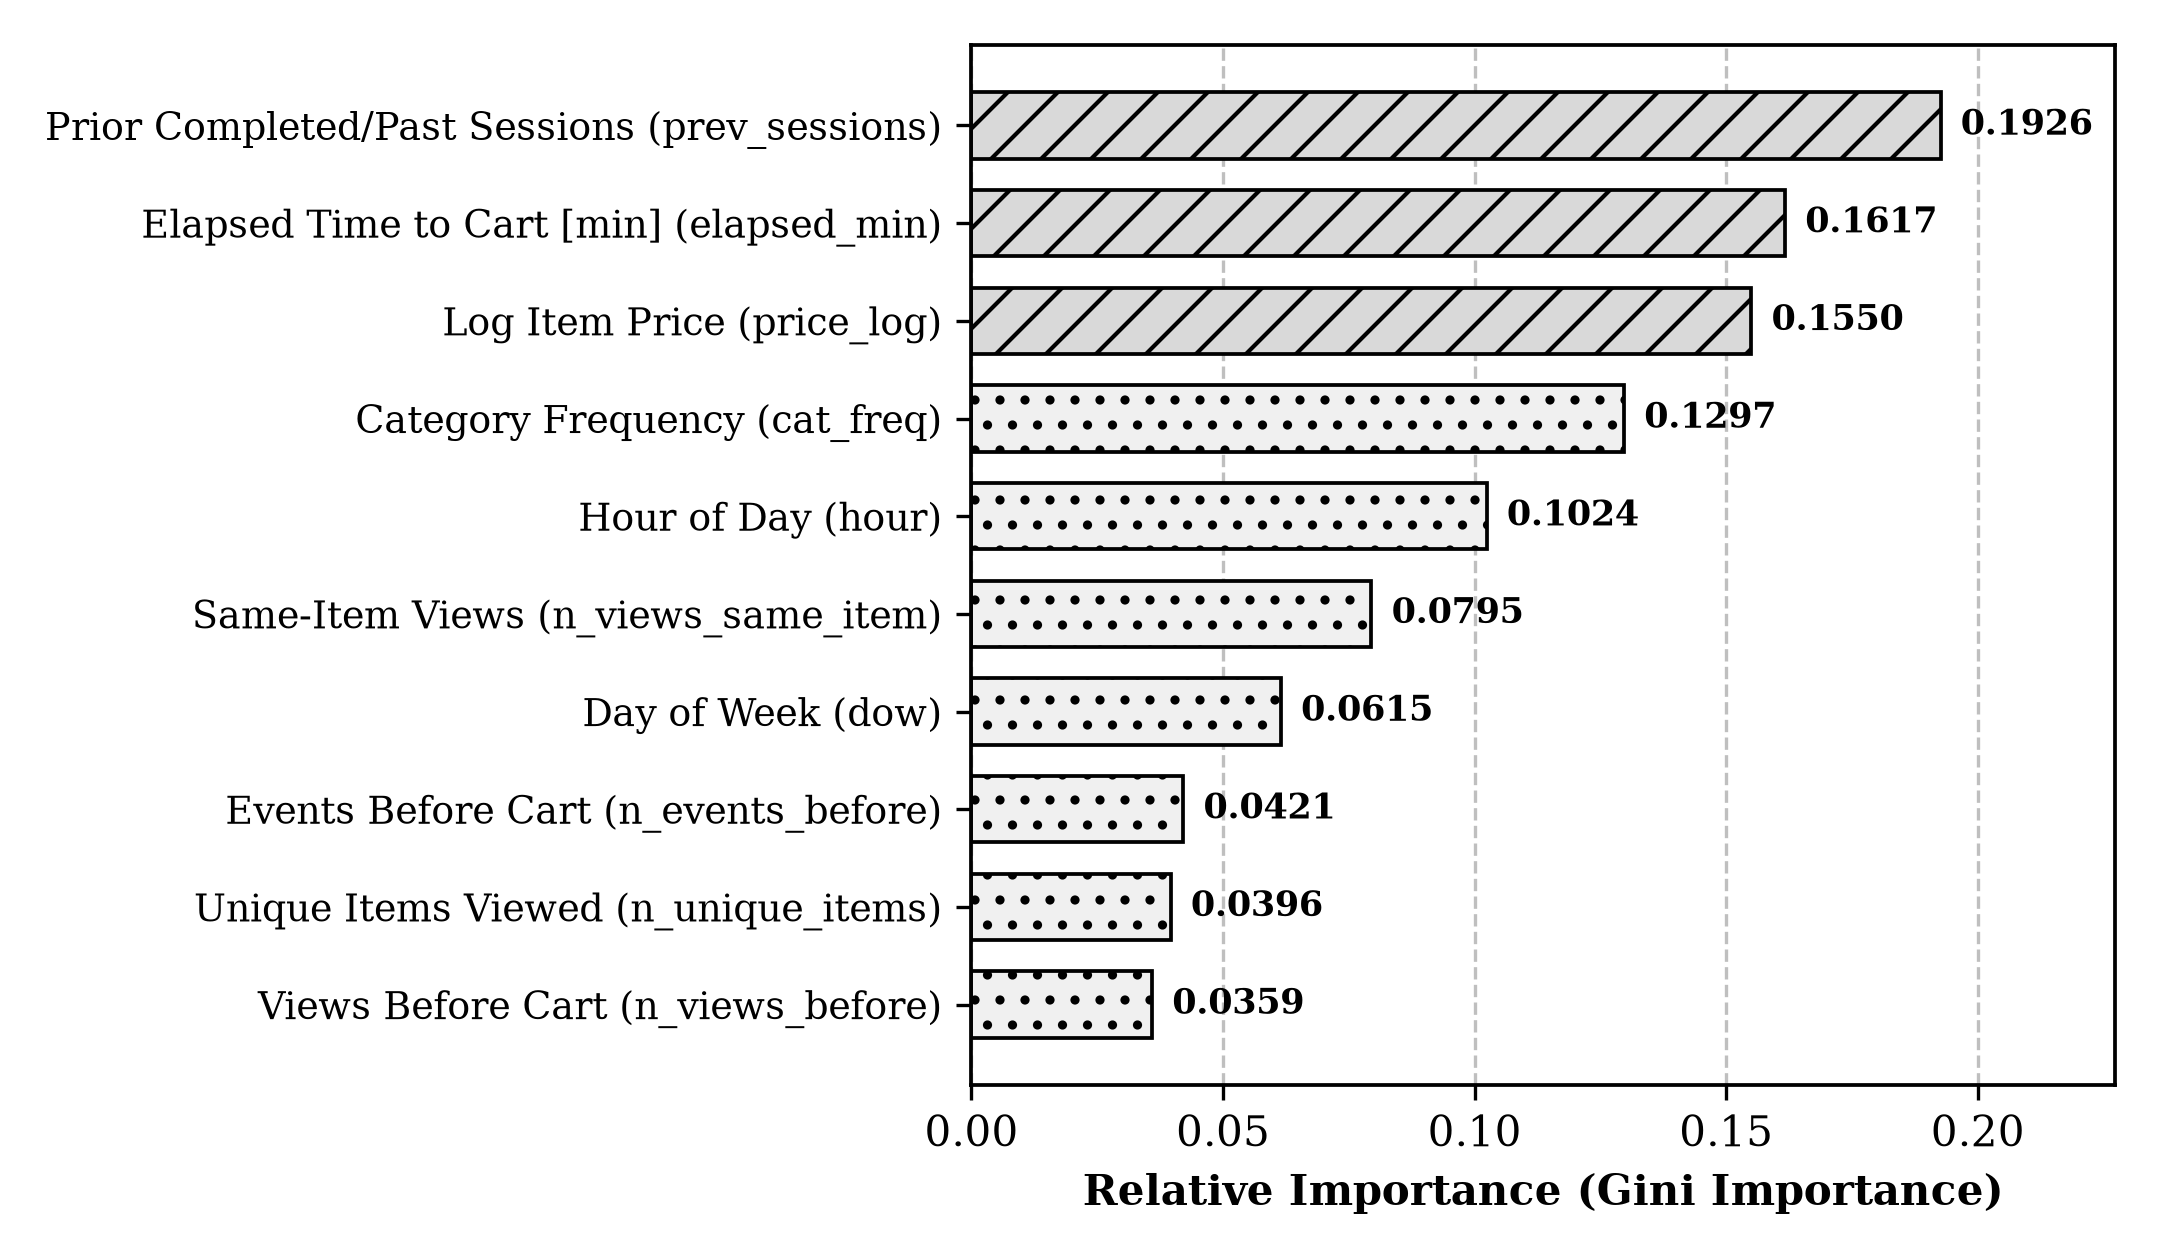 Prior Completed/Past Sessions (prev_sessions) 0.1926
Elapsed Time to Cart [min] (elapsed_min) 0.1617
Log Item Price (price_log) 0.1550
Category Frequency (cat_freq) 0.1297
Hour of Day (hour) 0.1024
Same-Item Views (n_views_same_item) 0.0795
Day of Week (dow) 0.0615
Events Before Cart (n_events_before) 0.0421
Unique Items Viewed (n_unique_items) 0.0396
Views Before Cart (n_views_before) 0.0359
0.00 0.05 0.10 0.15 0.20
Relative Importance (Gini Importance)